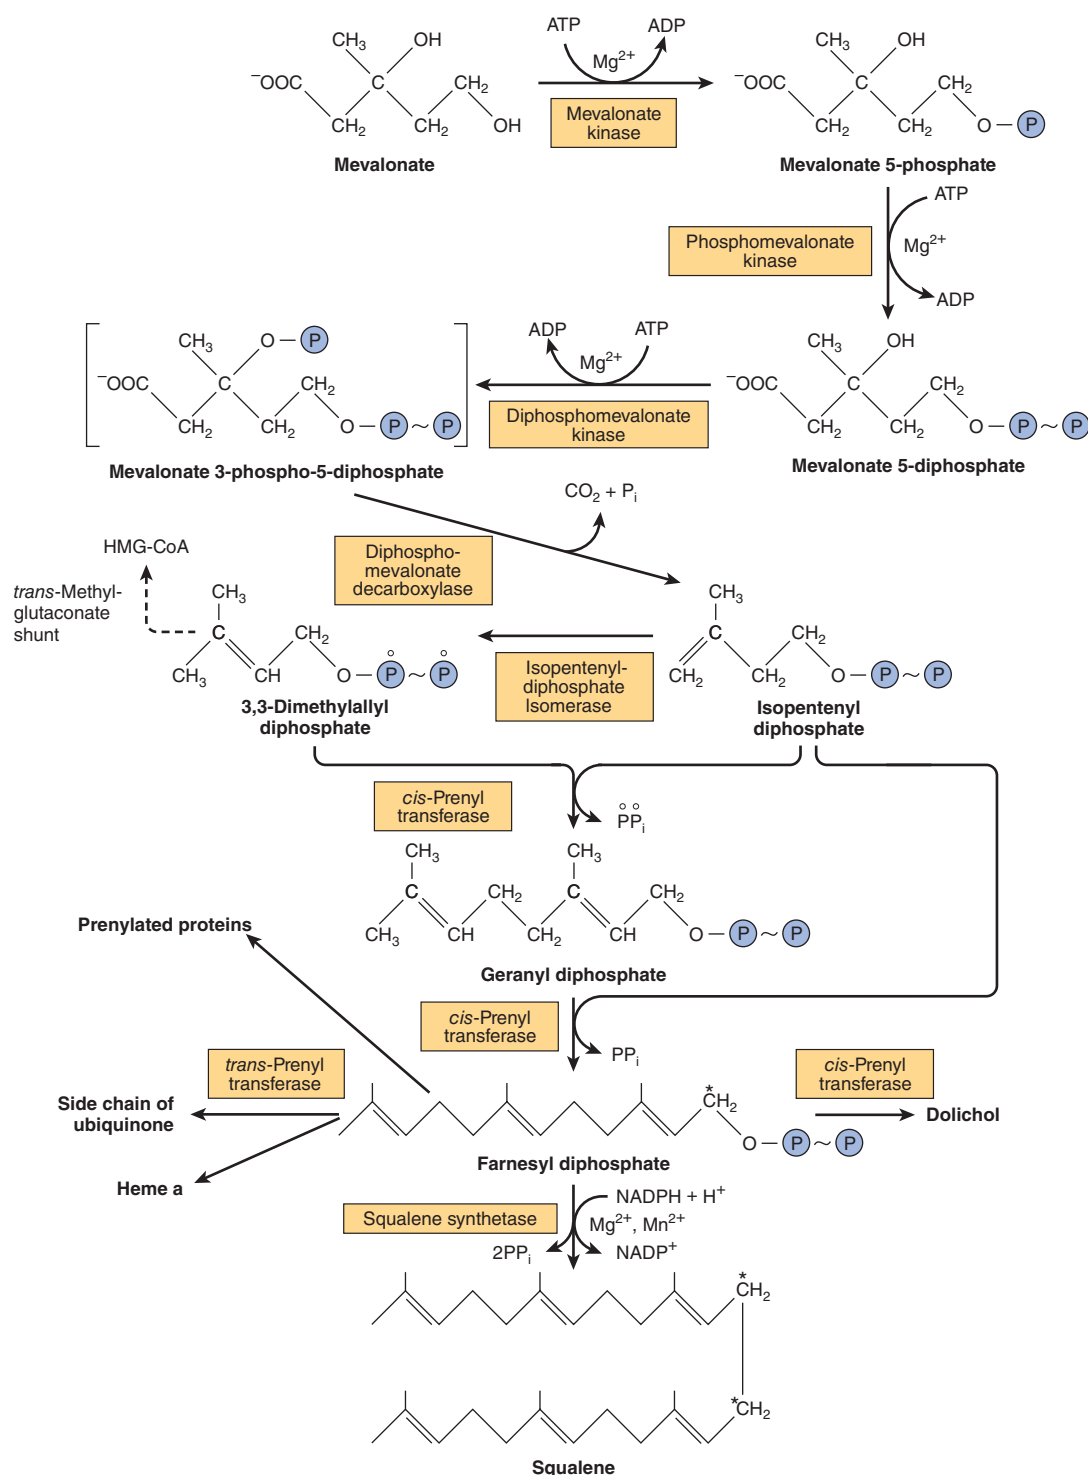 CH3 OH
ATP ADP
Mg2+
⁻OOC C CH2
CH2 CH2 OH
Mevalonate
Mevalonate
kinase
CH3 OH
⁻OOC C CH2
CH2 CH2 O – P
Mevalonate 5-phosphate
ATP
Phosphomevalonate
kinase
Mg2+
ADP
CH3 OH
⁻OOC C CH2
CH2 CH2 O – P ~ P
Mevalonate 5-diphosphate
ADP ATP
Mg2+
Diphosphomevalonate
kinase
CH3 O – P
⁻OOC C CH2
CH2 CH2 O – P ~ P
Mevalonate 3-phospho-5-diphosphate
CO2 + Pi
Diphospho-
mevalonate
decarboxylase
HMG-CoA
trans-Methyl-
glutaconate
shunt
CH3
C CH2
CH3 CH O – P ~ P
3,3-Dimethylallyl
diphosphate
Isopentenyl-
diphosphate
Isomerase
CH3
C CH2
CH2 CH2 O – P ~ P
Isopentenyl
diphosphate
cis-Prenyl
transferase
PPi
CH3 CH3
C CH2 C CH2
CH3 CH CH2 CH O – P ~ P
Geranyl diphosphate
Prenylated proteins
cis-Prenyl
transferase
PPi
trans-Prenyl
transferase
cis-Prenyl
transferase
Side chain of
ubiquinone
*CH2
O – P ~ P
Dolichol
Farnesyl diphosphate
Heme a
Squalene synthetase
NADPH + H+
Mg2+, Mn2+
2PPi NADP+
*CH2
*CH2
Squalene